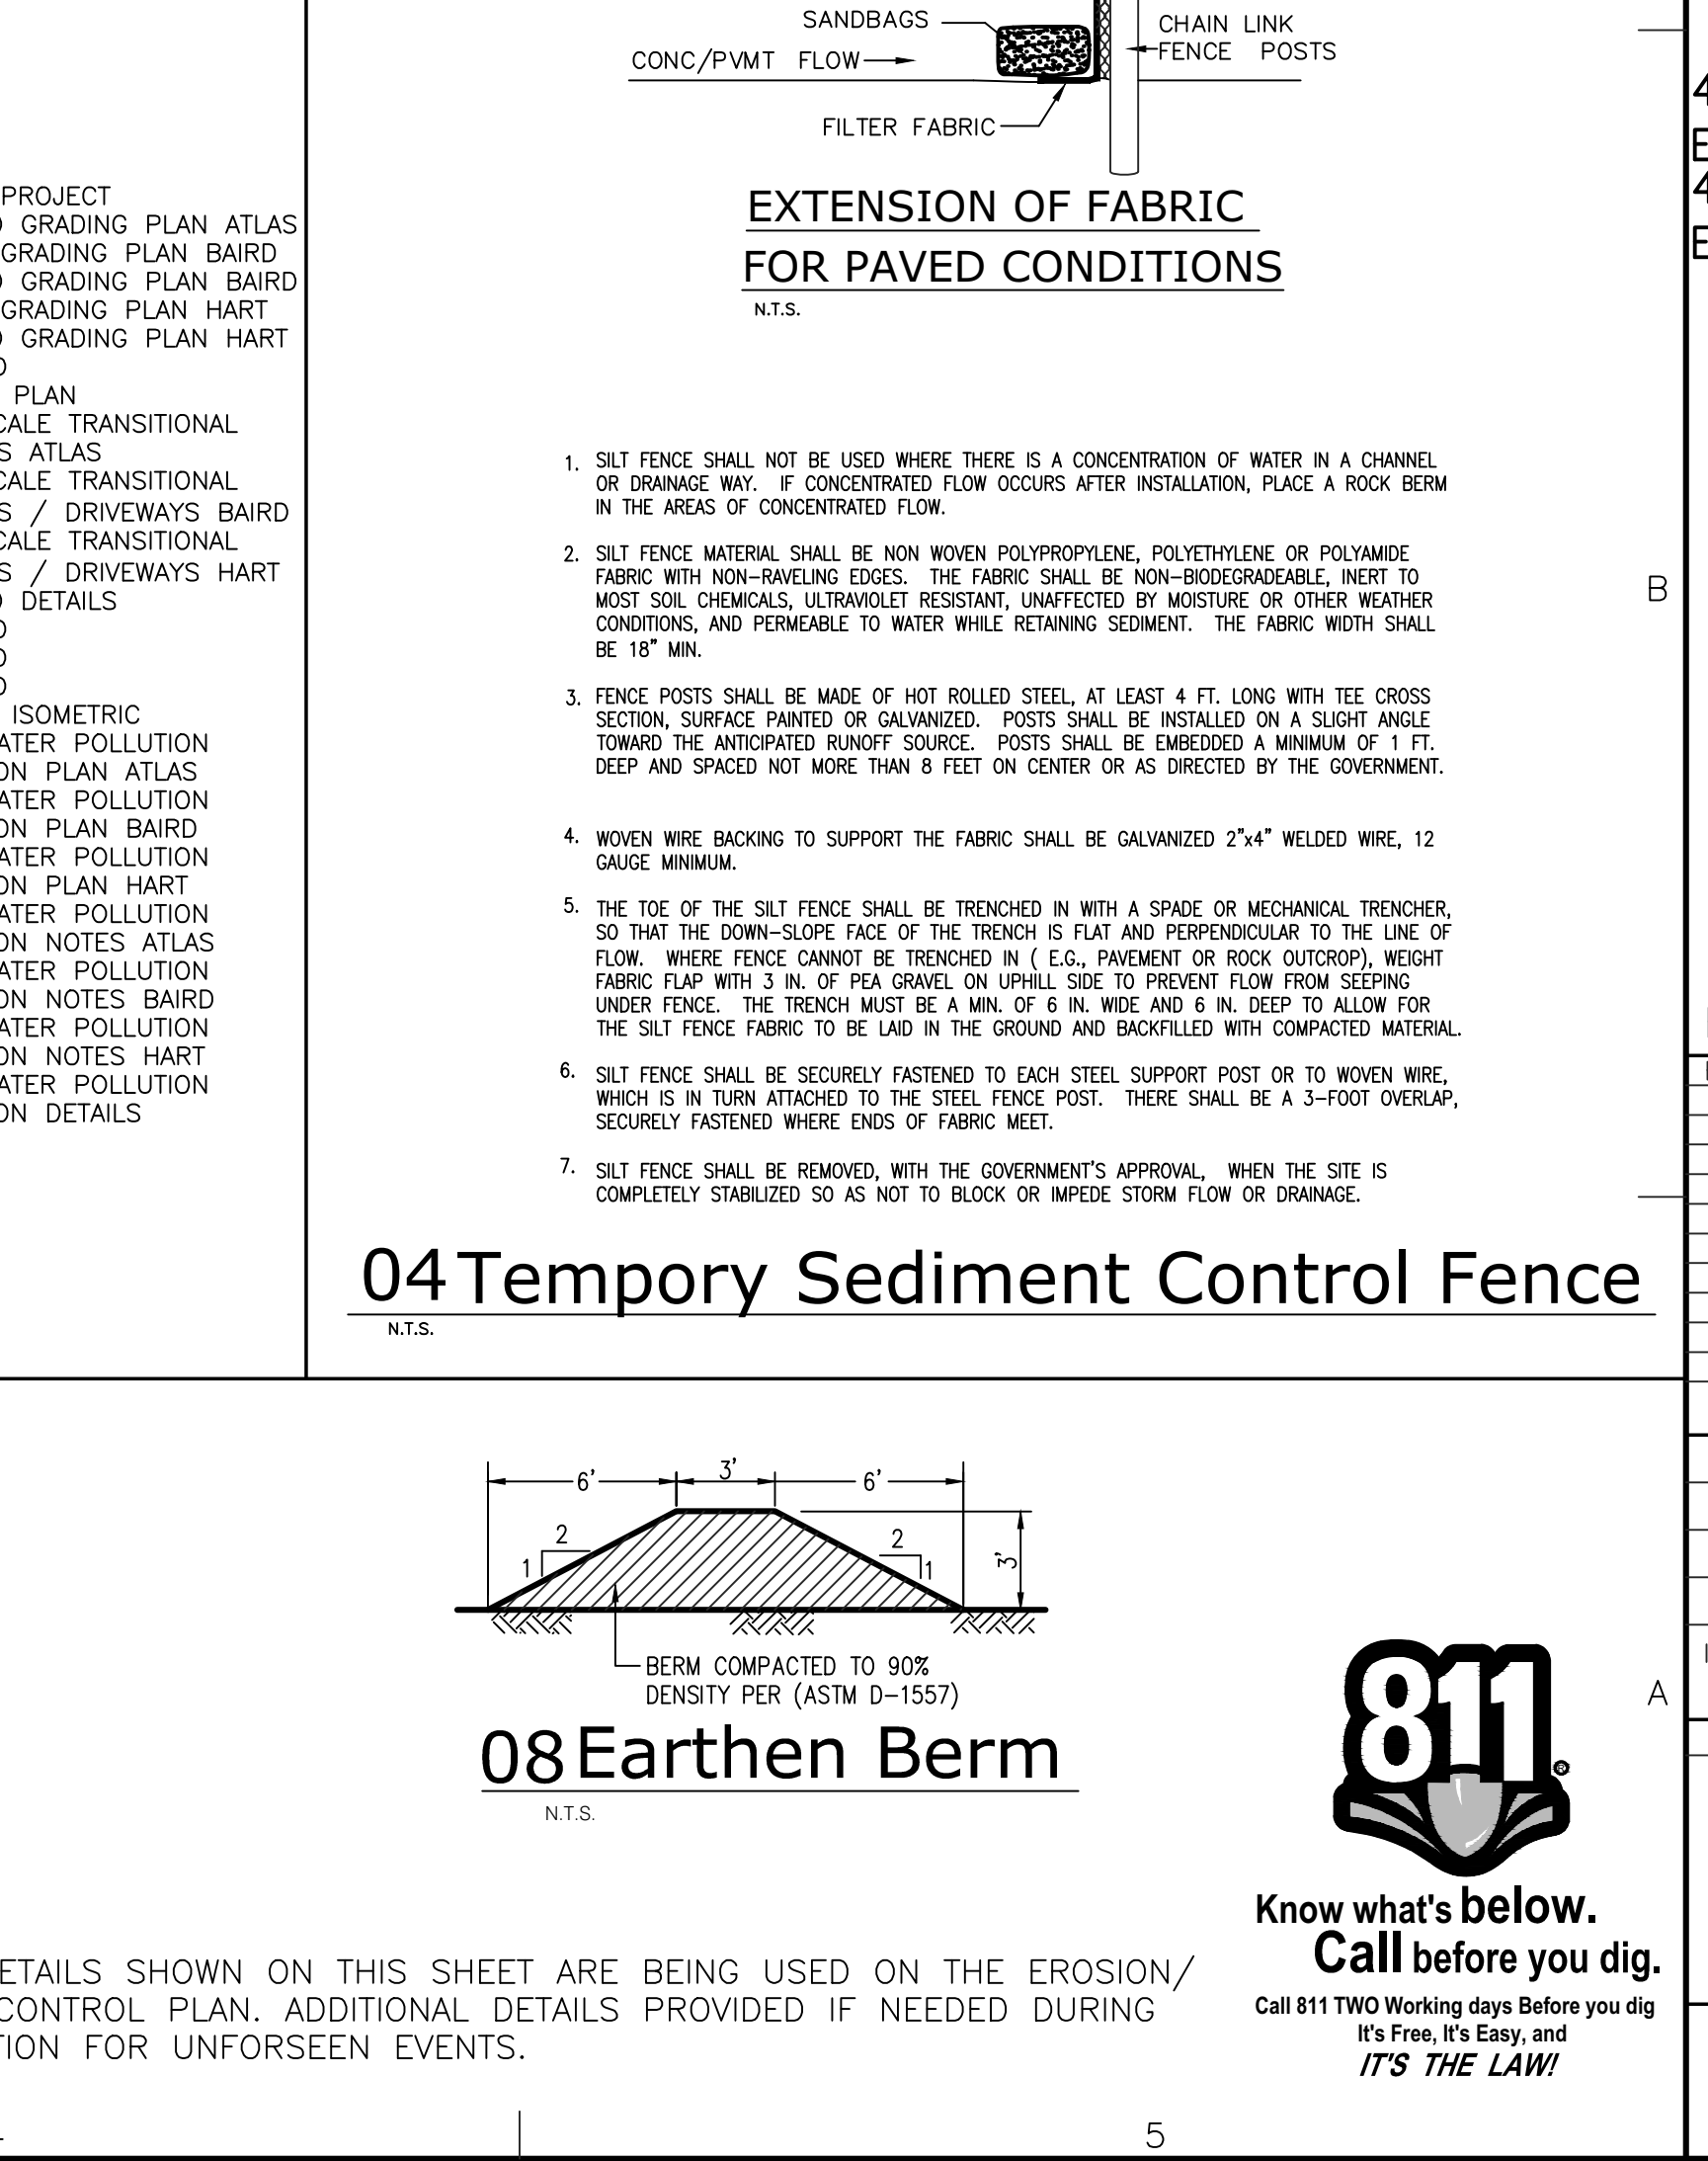 SANDBAGS
CHAIN LINK
FENCE POSTS
CONC/PVMT FLOW
FILTER FABRIC
EXTENSION OF FABRIC
FOR PAVED CONDITIONS
N.T.S.
PROJECT
GRADING PLAN ATLAS
GRADING PLAN BAIRD
GRADING PLAN BAIRD
GRADING PLAN HART
GRADING PLAN HART
PLAN
CALE TRANSITIONAL
S ATLAS
CALE TRANSITIONAL
S / DRIVEWAYS BAIRD
CALE TRANSITIONAL
S / DRIVEWAYS HART
DETAILS
ISOMETRIC
ATER POLLUTION
ON PLAN ATLAS
ATER POLLUTION
ON PLAN BAIRD
ATER POLLUTION
ON PLAN HART
ATER POLLUTION
ON NOTES ATLAS
ATER POLLUTION
ON NOTES BAIRD
ATER POLLUTION
ON NOTES HART
ATER POLLUTION
ON DETAILS
1. SILT FENCE SHALL NOT BE USED WHERE THERE IS A CONCENTRATION OF WATER IN A CHANNEL
OR DRAINAGE WAY. IF CONCENTRATED FLOW OCCURS AFTER INSTALLATION, PLACE A ROCK BERM
IN THE AREAS OF CONCENTRATED FLOW.
2. SILT FENCE MATERIAL SHALL BE NON WOVEN POLYPROPYLENE, POLYETHYLENE OR POLYAMIDE
FABRIC WITH NON-RAVELING EDGES. THE FABRIC SHALL BE NON-BIODEGRADEABLE, INERT TO
MOST SOIL CHEMICALS, ULTRAVIOLET RESISTANT, UNAFFECTED BY MOISTURE OR OTHER WEATHER
CONDITIONS, AND PERMEABLE TO WATER WHILE RETAINING SEDIMENT. THE FABRIC WIDTH SHALL
BE 18" MIN.
3. FENCE POSTS SHALL BE MADE OF HOT ROLLED STEEL, AT LEAST 4 FT. LONG WITH TEE CROSS
SECTION, SURFACE PAINTED OR GALVANIZED. POSTS SHALL BE INSTALLED ON A SLIGHT ANGLE
TOWARD THE ANTICIPATED RUNOFF SOURCE. POSTS SHALL BE EMBEDDED A MINIMUM OF 1 FT.
DEEP AND SPACED NOT MORE THAN 8 FEET ON CENTER OR AS DIRECTED BY THE GOVERNMENT.
4. WOVEN WIRE BACKING TO SUPPORT THE FABRIC SHALL BE GALVANIZED 2"x4" WELDED WIRE, 12
GAUGE MINIMUM.
5. THE TOE OF THE SILT FENCE SHALL BE TRENCHED IN WITH A SPADE OR MECHANICAL TRENCHER,
SO THAT THE DOWN-SLOPE FACE OF THE TRENCH IS FLAT AND PERPENDICULAR TO THE LINE OF
FLOW. WHERE FENCE CANNOT BE TRENCHED IN ( E.G., PAVEMENT OR ROCK OUTCROP), WEIGHT
FABRIC FLAP WITH 3 IN. OF PEA GRAVEL ON UPHILL SIDE TO PREVENT FLOW FROM SEEPING
UNDER FENCE. THE TRENCH MUST BE A MIN. OF 6 IN. WIDE AND 6 IN. DEEP TO ALLOW FOR
THE SILT FENCE FABRIC TO BE LAID IN THE GROUND AND BACKFILLED WITH COMPACTED MATERIAL.
6. SILT FENCE SHALL BE SECURELY FASTENED TO EACH STEEL SUPPORT POST OR TO WOVEN WIRE,
WHICH IS IN TURN ATTACHED TO THE STEEL FENCE POST. THERE SHALL BE A 3-FOOT OVERLAP,
SECURELY FASTENED WHERE ENDS OF FABRIC MEET.
7. SILT FENCE SHALL BE REMOVED, WITH THE GOVERNMENT'S APPROVAL, WHEN THE SITE IS
COMPLETELY STABILIZED SO AS NOT TO BLOCK OR IMPEDE STORM FLOW OR DRAINAGE.
B
04 Tempory Sediment Control Fence
N.T.S.
6' 3' 6'
2
1
2
1
3'
BERM COMPACTED TO 90%
DENSITY PER (ASTM D-1557)
08 Earthen Berm
N.T.S.
A
811®
Know what's below.
Call before you dig.
Call 811 TWO Working days Before you dig
It's Free, It's Easy, and
IT'S THE LAW!
ETAILS SHOWN ON THIS SHEET ARE BEING USED ON THE EROSION/
CONTROL PLAN. ADDITIONAL DETAILS PROVIDED IF NEEDED DURING
TION FOR UNFORSEEN EVENTS.
5